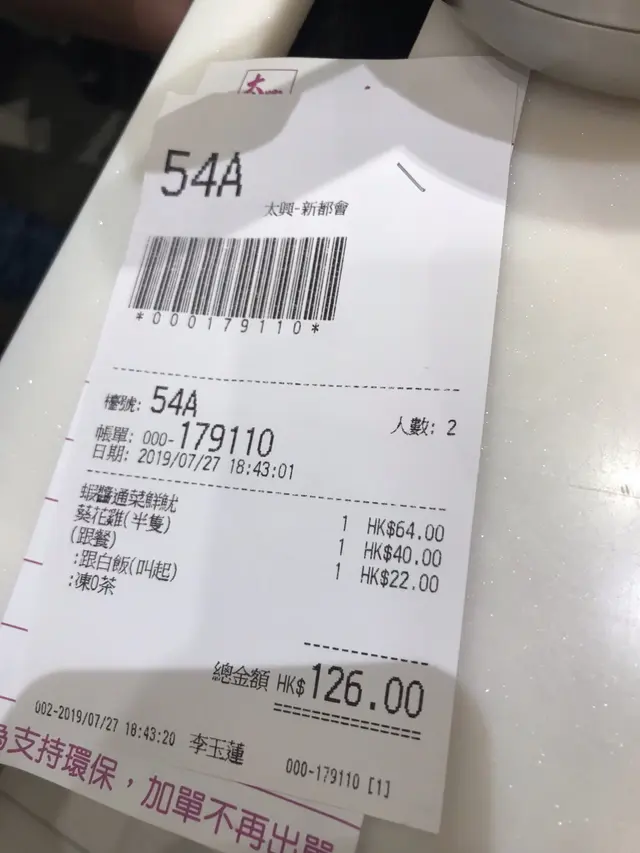 太
54A
太興-新都會
*000179110*
檯號: 54A
人數: 2
帳單: 000-179110
日期: 2019/07/27 18:43:01
蝦醬通菜鮮魷 1 HK$64.00
葵花雞(半隻) 1 HK$40.00
(跟餐) 1 HK$22.00
:跟白飯(叫起)
:凍0茶
總金額 HK$126.00
002-2019/07/27 18:43:20 李玉蓮 000-179110 [1]
為支持環保，加單不再出單